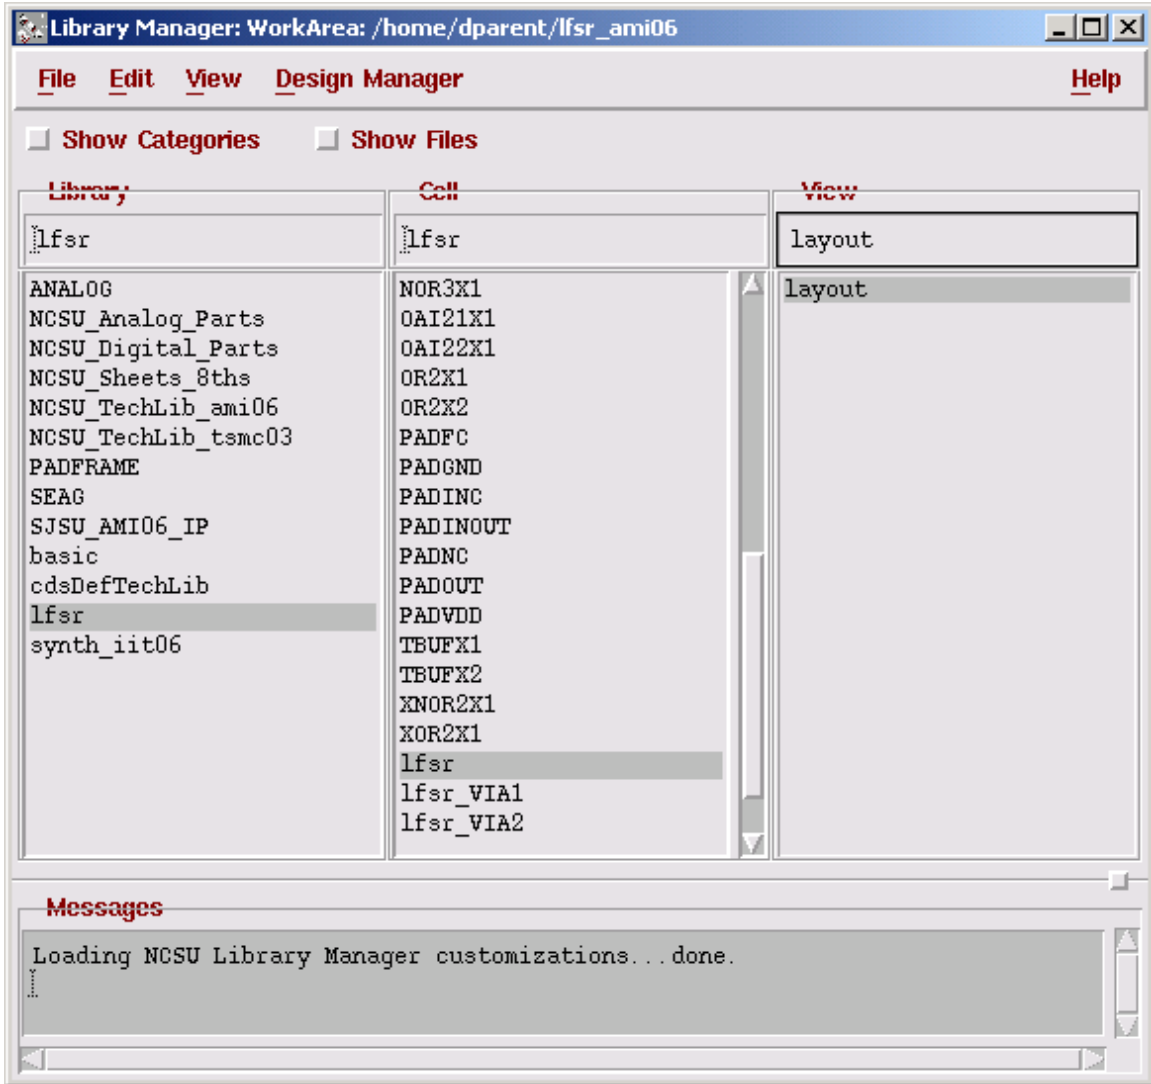 Library Manager: WorkArea: /home/dparent/lfsr_ami06
File Edit View Design Manager Help
Show Categories Show Files
Library Cell View
lfsr lfsr layout
ANALOG
NCSU_Analog_Parts
NCSU_Digital_Parts
NCSU_Sheets_8ths
NCSU_TechLib_ami06
NCSU_TechLib_tsmc03
PADFRAME
SEAG
SJSU_AMI06_IP
basic
cdsDefTechLib
lfsr
synth_iit06
NOR3X1
OAI21X1
OAI22X1
OR2X1
OR2X2
PADFC
PADGND
PADINC
PADINOUT
PADNC
PADOUT
PADVDD
TBUFX1
TBUFX2
XNOR2X1
XOR2X1
lfsr
lfsr_VIA1
lfsr_VIA2
layout
Messages
Loading NCSU Library Manager customizations...done.